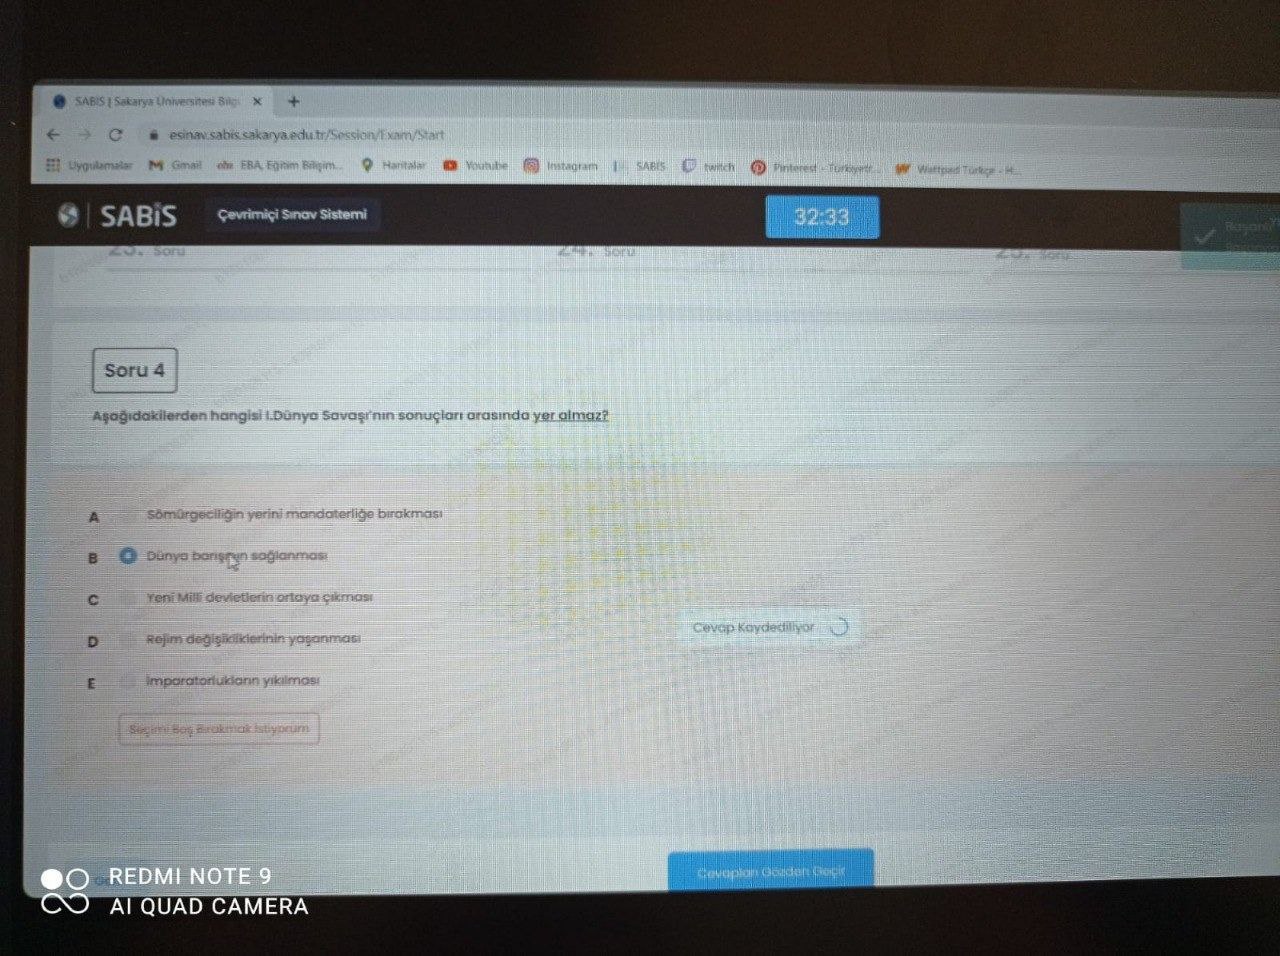 SABIS | Sakarya Üniversitesi Bilgi
esinav.sabis.sakarya.edu.tr/Session/Exam/Start
Uygulamalar Gmail EBA, Eğitim Bilişim... Haritalar Youtube Instagram SABIS twitch Pinterest - Türkiye... Wattpad Türkçe - H...
SABİS Çevrimiçi Sınav Sistemi 32:33
23. Soru 24. Soru 25. Soru
Soru 4
Aşağıdakilerden hangisi I.Dünya Savaşı'nın sonuçları arasında yer almaz?
A Sömürgeciliğin yerini mandaterliğe bırakması
B Dünya barışının sağlanması
C Yeni Milli devletlerin ortaya çıkması
Cevap Kaydediliyor
D Rejim değişikliklerinin yaşanması
E İmparatorlukların yıkılması
Seçimi Boş Bırakmak İstiyorum
Cevapları Gözden Geçir
REDMI NOTE 9
AI QUAD CAMERA